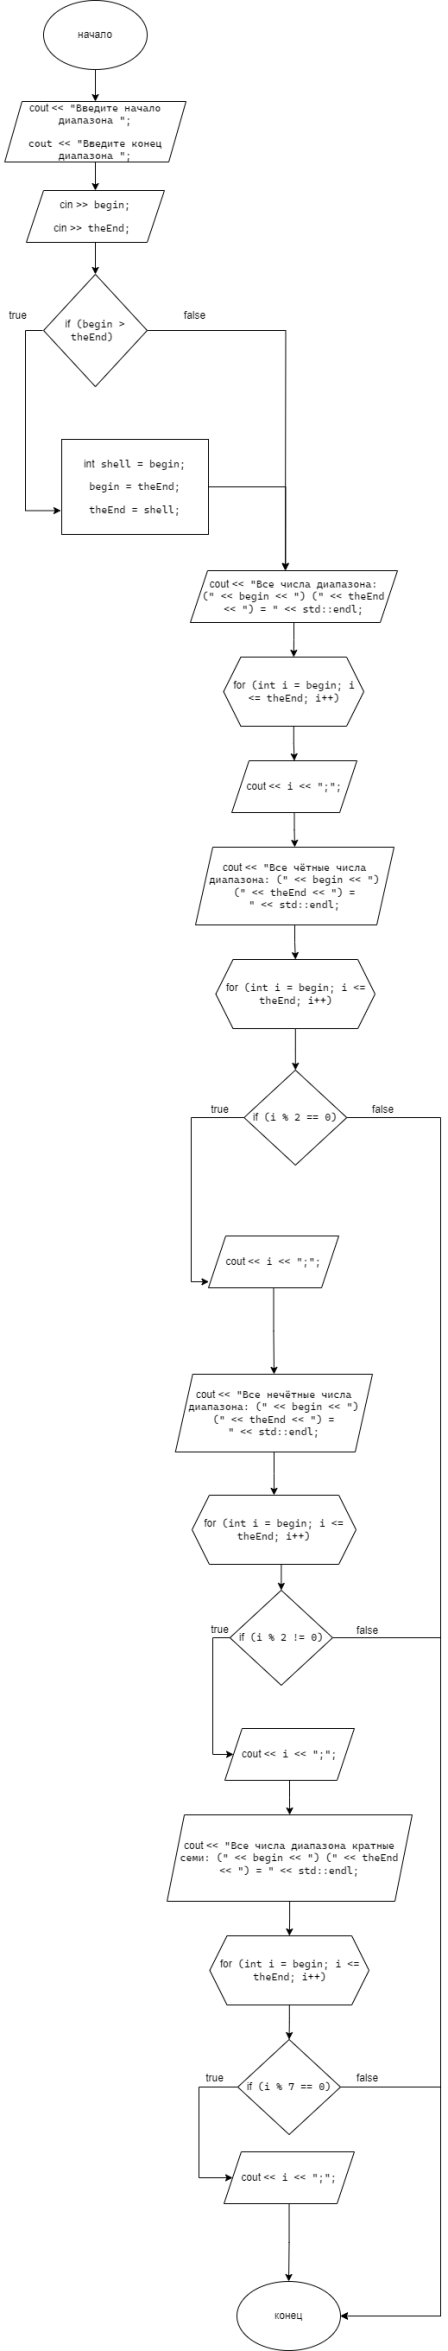 начало
cout << "Введите начало
диапазона ";
cout << "Введите конец
диапазона ";
cin >> begin;
cin >> theEnd;
true
false
if (begin >
theEnd)
int shell = begin;
begin = theEnd;
theEnd = shell;
cout << "Все числа диапазона:
(" << begin << ") (" << theEnd
<< ") = " << std::endl;
for (int i = begin; i
<= theEnd; i++)
cout << i << ";";
cout << "Все чётные числа
диапазона: (" << begin << ")
(" << theEnd << ") =
" << std::endl;
for (int i = begin; i <=
theEnd; i++)
true
false
if (i % 2 == 0)
cout << i << ";";
cout << "Все нечётные числа
диапазона: (" << begin << ")
(" << theEnd << ") =
" << std::endl;
for (int i = begin; i <=
theEnd; i++)
true
false
if (i % 2 != 0)
cout << i << ";";
cout << "Все числа диапазона кратные
семи: (" << begin << ") (" << theEnd
<< ") = " << std::endl;
for (int i = begin; i <=
theEnd; i++)
true
false
if (i % 7 == 0)
cout << i << ";";
конец